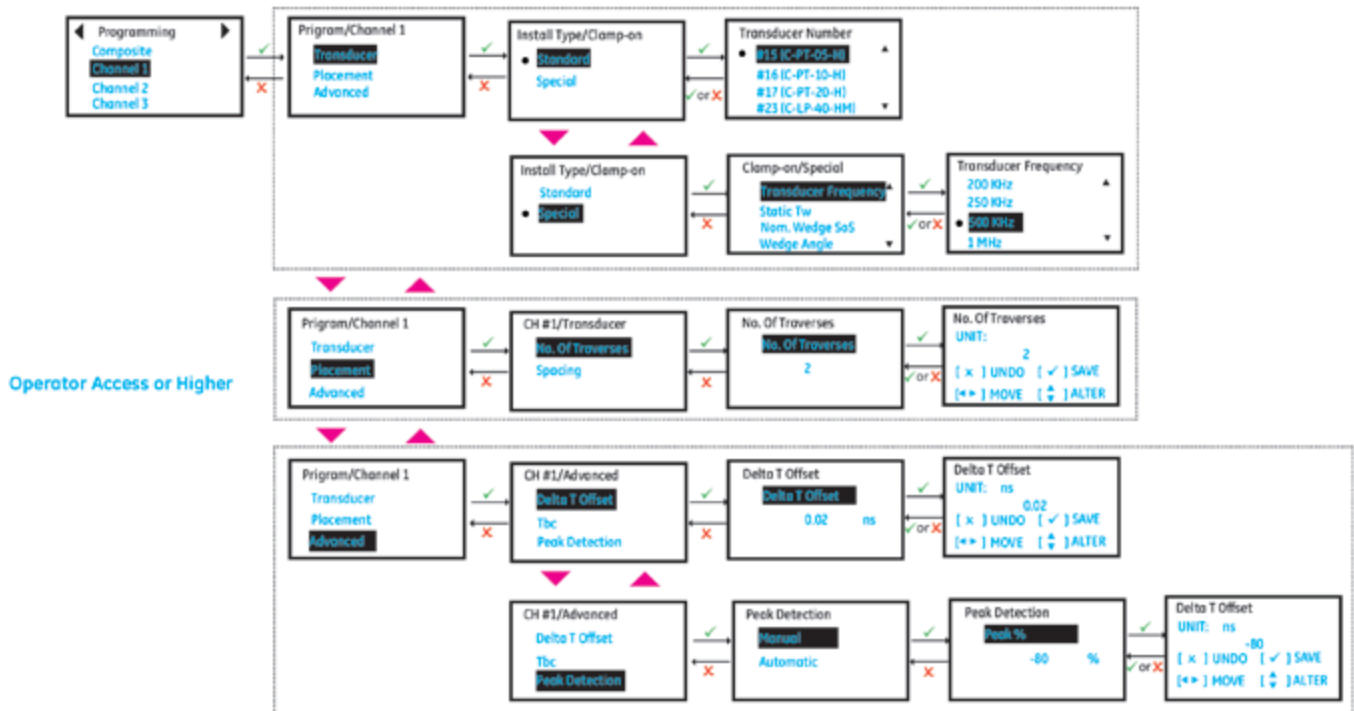 Programming
Composite
Channel 1
Channel 2
Channel 3
Prigram/Channel 1
Transducer
Placement
Advanced
Install Type/Clamp-on
Standard
Special
Transducer Number
#15 (C-PT-05-H)
#16 (C-PT-10-H)
#17 (C-PT-20-H)
#23 (C-LP-40-HM)
✓
X
✓
X
✓
✓orX
Install Type/Clamp-on
Standard
Special
Clamp-on/Special
Transducer Frequency
Static Tw
Nom. Wedge SoS
Wedge Angle
Transducer Frequency
200 KHz
250 KHz
500 KHz
1 MHz
✓
X
✓
✓orX
Operator Access or Higher
Prigram/Channel 1
Transducer
Placement
Advanced
CH #1/Transducer
No. Of Traverses
Spacing
No. Of Traverses
No. Of Traverses
2
No. Of Traverses
UNIT:
2
[ x ] UNDO [ ✓ ] SAVE
[◄►] MOVE [▲▼] ALTER
✓
X
✓
X
✓
✓orX
Prigram/Channel 1
Transducer
Placement
Advanced
CH #1/Advanced
Delta T Offset
Tbc
Peak Detection
Delta T Offset
Delta T Offset
0.02 ns
Delta T Offset
UNIT: ns
0.02
[ x ] UNDO [ ✓ ] SAVE
[◄►] MOVE [▲▼] ALTER
✓
X
✓
X
✓
✓orX
CH #1/Advanced
Delta T Offset
Tbc
Peak Detection
Peak Detection
Manual
Automatic
Peak Detection
Peak %
-80 %
Delta T Offset
UNIT: ns
-80
[ x ] UNDO [ ✓ ] SAVE
[◄►] MOVE [▲▼] ALTER
✓
X
✓
X
✓
✓orX